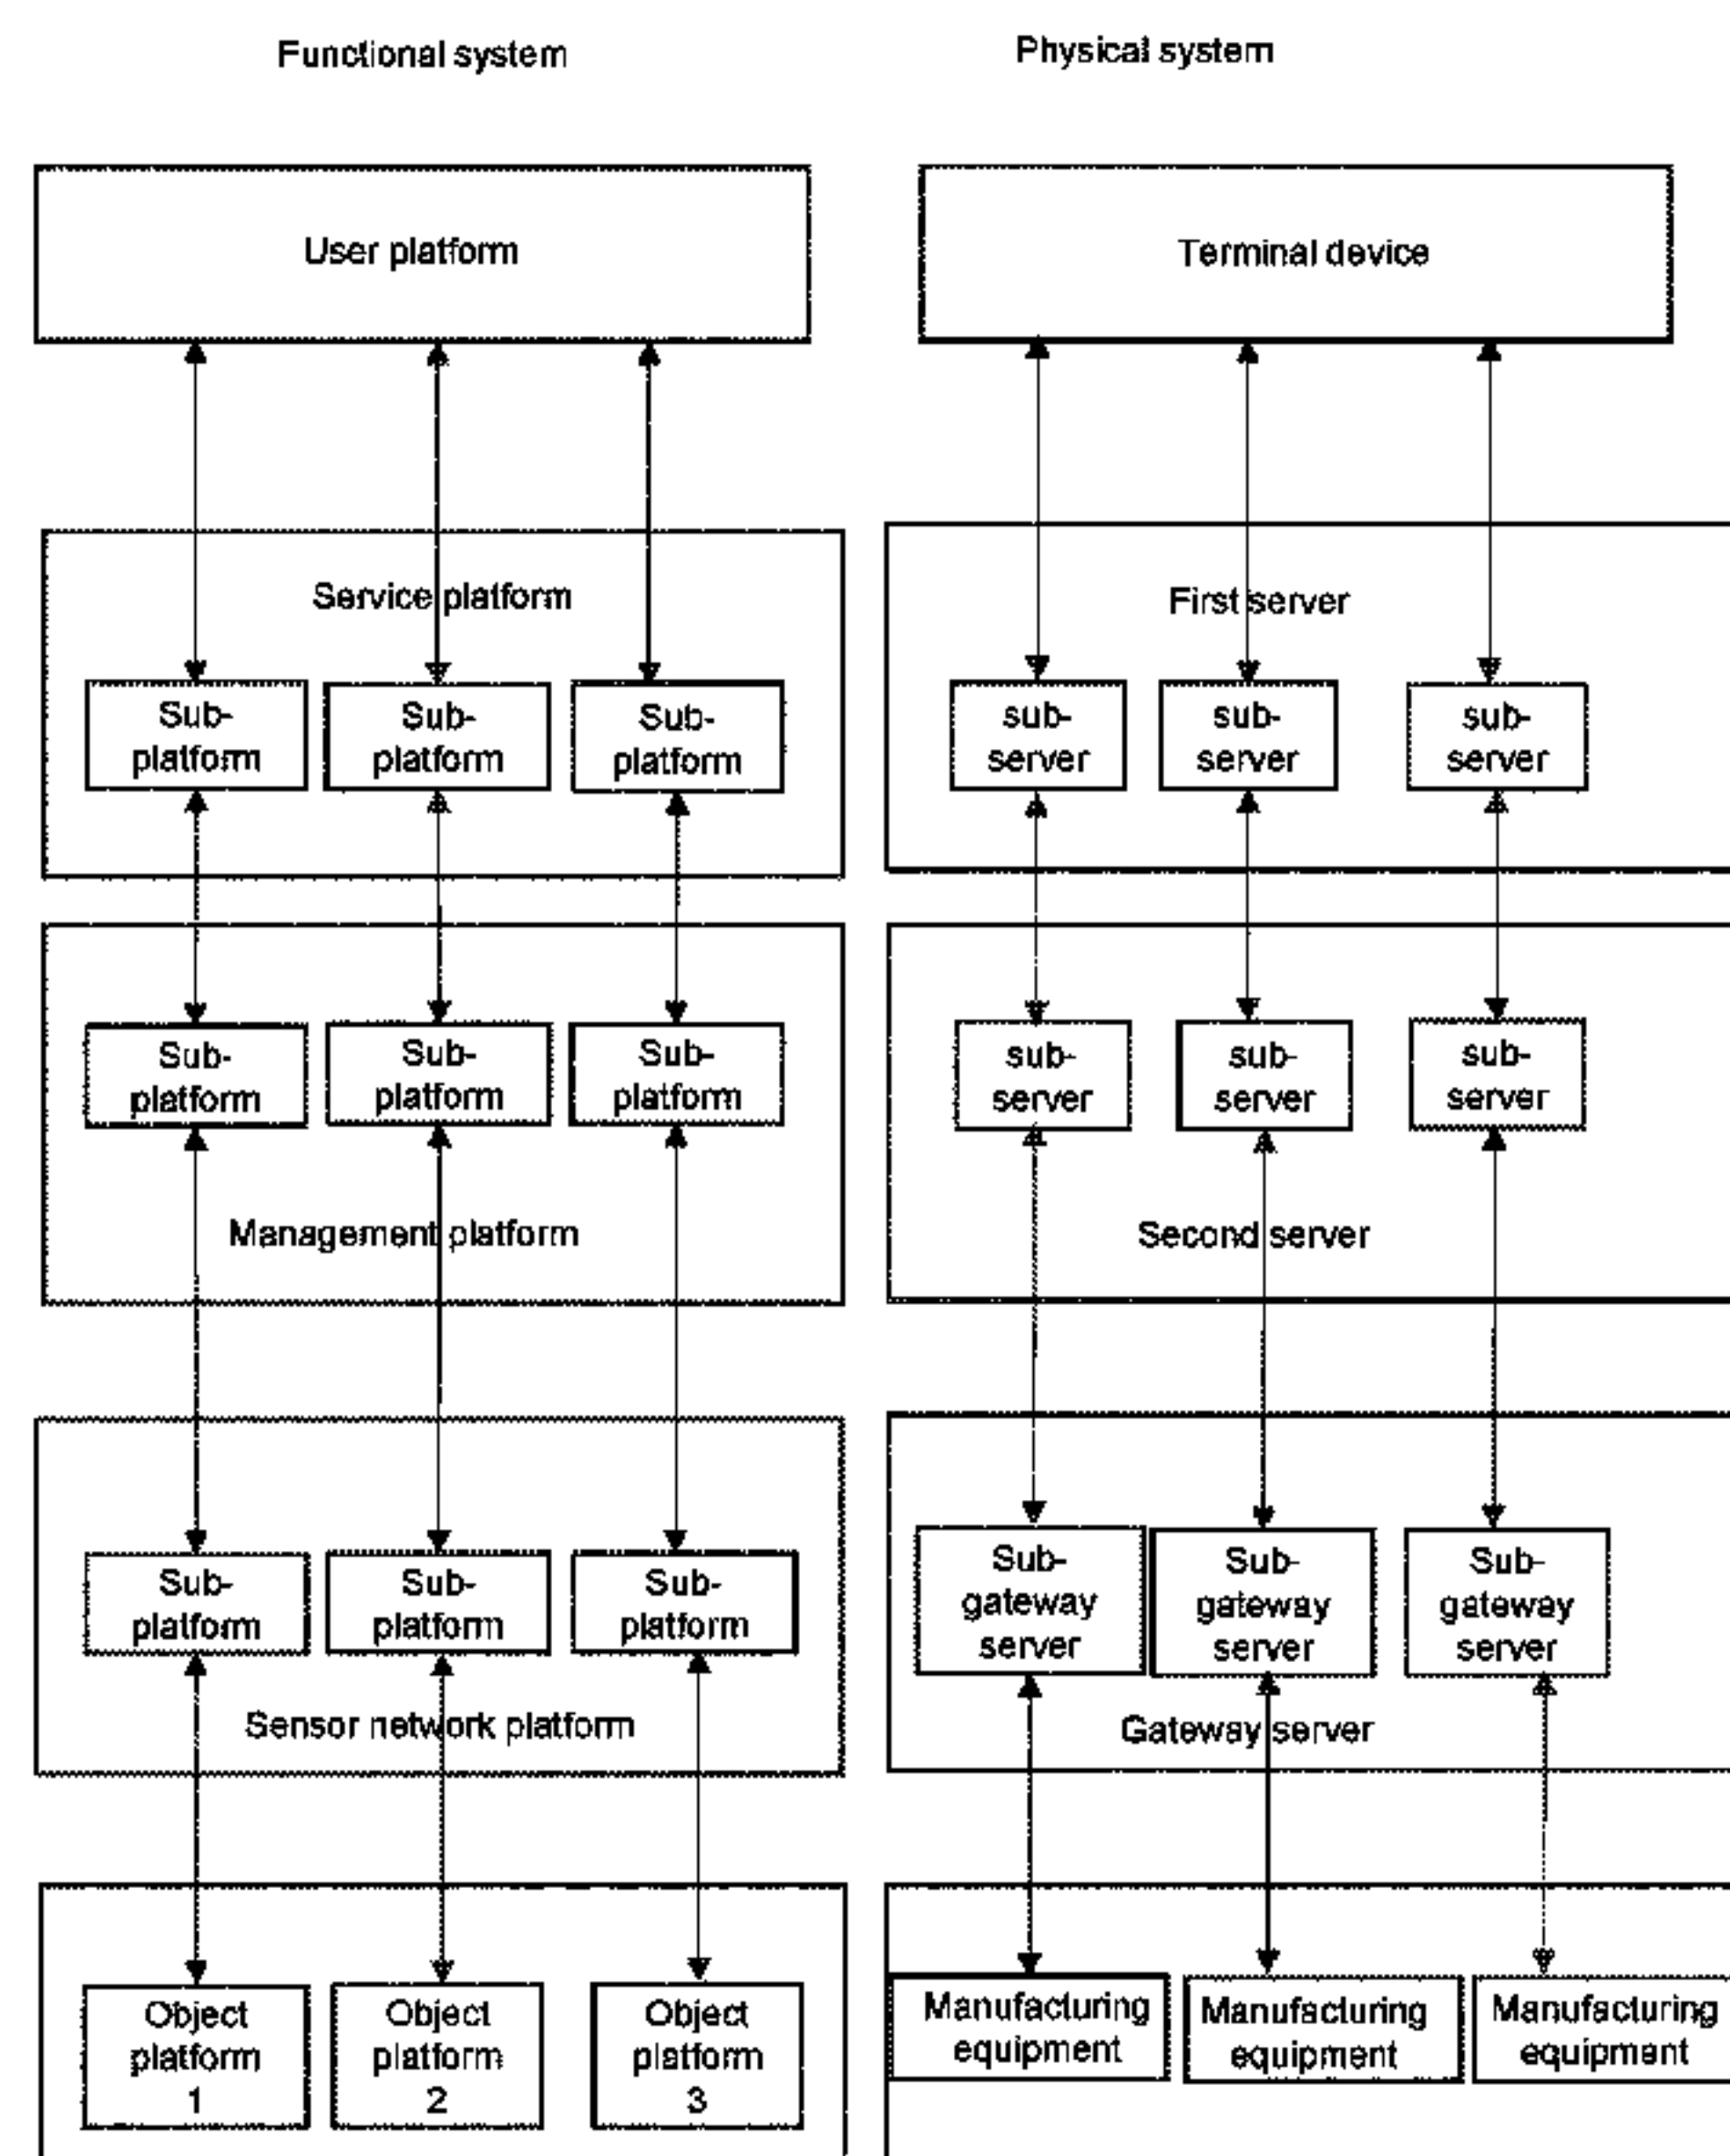 Functional system
Physical system
User platform
Terminal device
Service platform
First server
Sub-
platform
Sub-
platform
Sub-
platform
sub-
server
sub-
server
sub-
server
Sub-
platform
Sub-
platform
Sub-
platform
sub-
server
sub-
server
sub-
server
Management platform
Second server
Sub-
platform
Sub-
platform
Sub-
platform
Sub-
gateway
server
Sub-
gateway
server
Sub-
gateway
server
Sensor network platform
Gateway server
Object
platform
1
Object
platform
2
Object
platform
3
Manufacturing
equipment
Manufacturing
equipment
Manufacturing
equipment